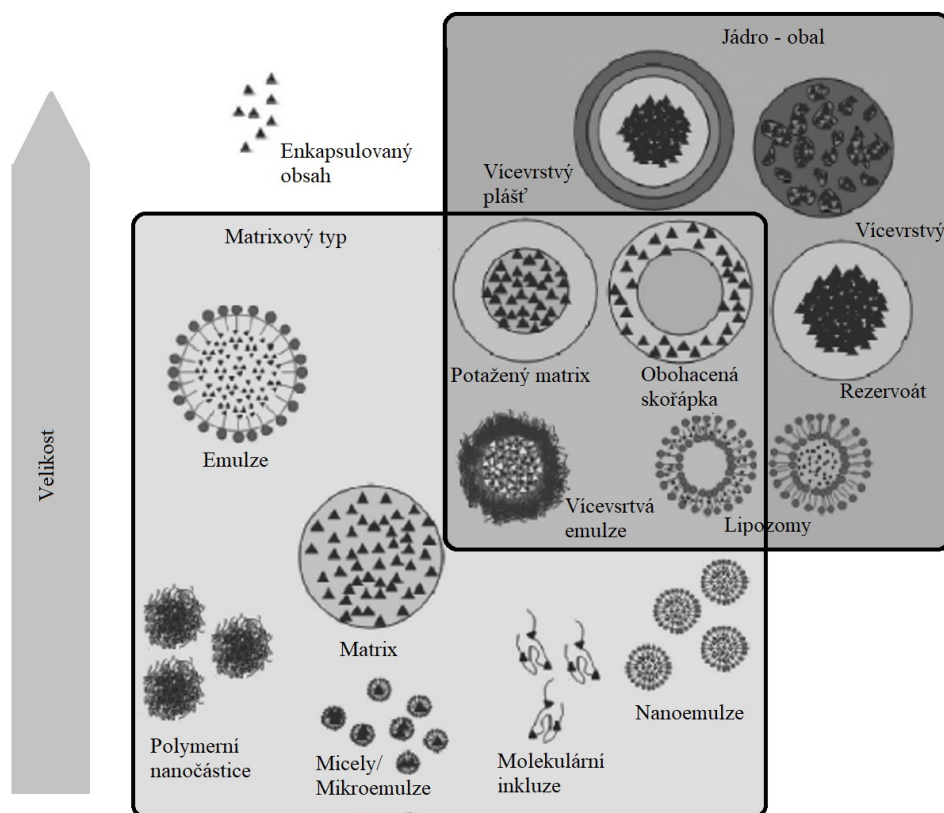 Jádro - obal
Enkapsulovaný
obsah
Vícevrstvý
plášť
Vícevrstvý
Matrixový typ
Potažený matrix
Obohacená
skořápka
Rezervoát
Velikost
Emulze
Vícevsrtvá
emulze
Lipozomy
Matrix
Nanoemulze
Polymerní
nanočástice
Micely/
Mikroemulze
Molekulární
inkluze